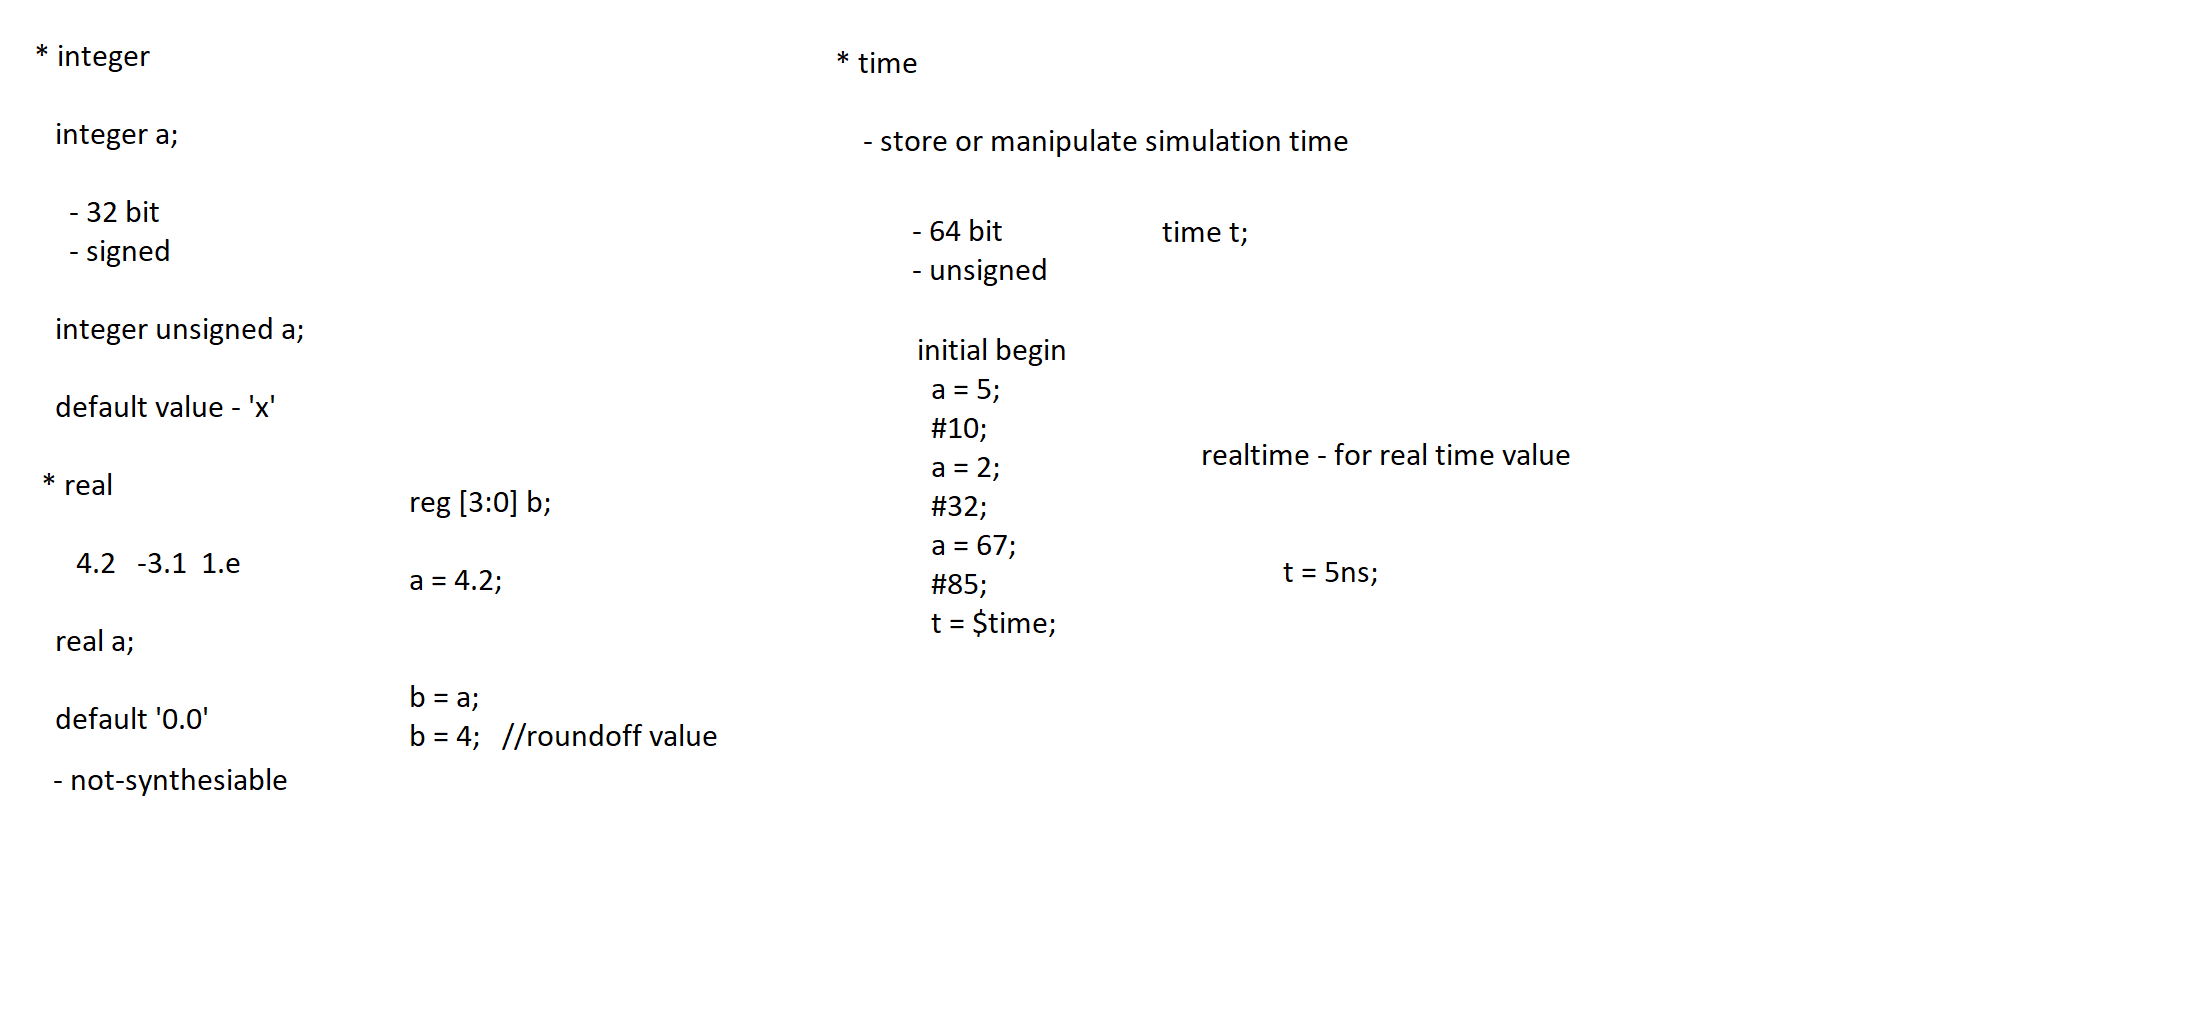 * integer
integer a;
- 32 bit
- signed
integer unsigned a;
default value - 'x'
* real
4.2   -3.1  1.e
real a;
default '0.0'
- not-synthesiable
reg [3:0] b;
a = 4.2;
b = a;
b = 4;   //roundoff value
* time
- store or manipulate simulation time
- 64 bit
- unsigned
time t;
initial begin
a = 5;
#10;
a = 2;
#32;
a = 67;
#85;
t = $time;
realtime - for real time value
t = 5ns;